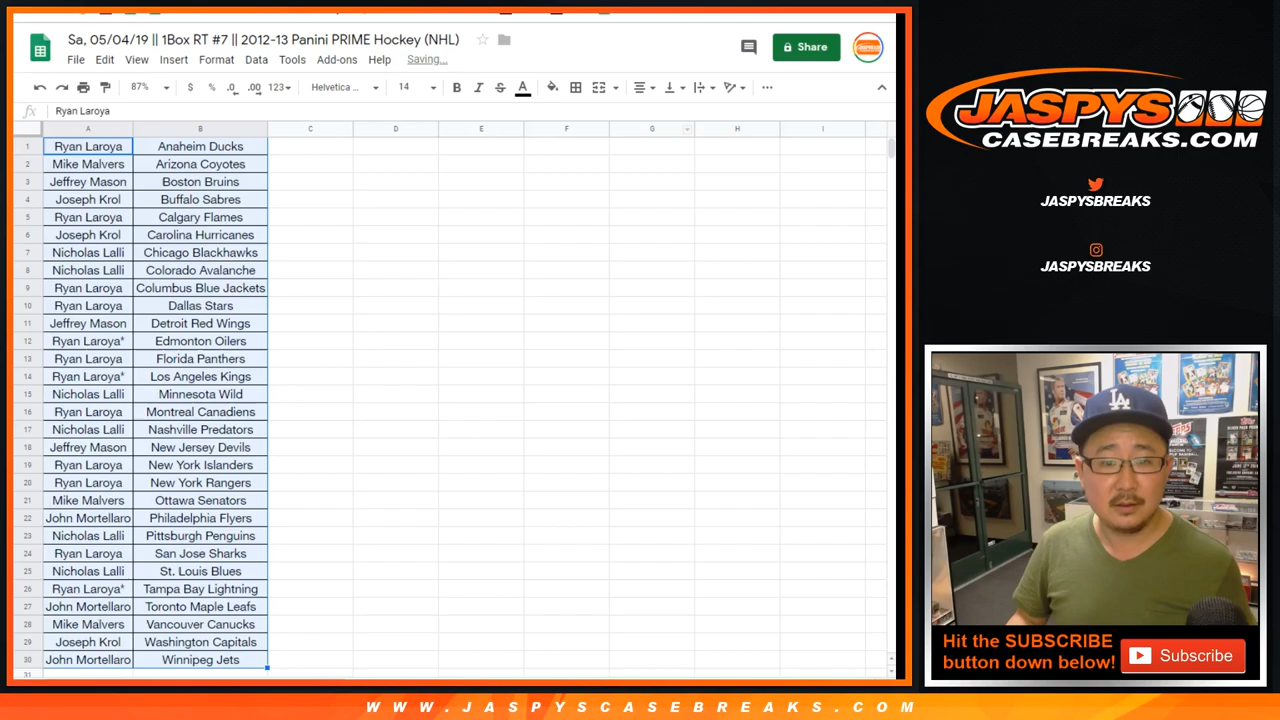 Sa, 05/04/19 || 1Box RT #7 || 2012-13 Panini PRIME Hockey (NHL)
File Edit View Insert Format Data Tools Add-ons Help Saving...
Share
87% $ % .0 .00 123 Helvetica ... 14 B I S A
fx Ryan Laroya
A B C D E F G H I
1 Ryan Laroya Anaheim Ducks
2 Mike Malvers Arizona Coyotes
3 Jeffrey Mason Boston Bruins
4 Joseph Krol Buffalo Sabres
5 Ryan Laroya Calgary Flames
6 Joseph Krol Carolina Hurricanes
7 Nicholas Lalli Chicago Blackhawks
8 Nicholas Lalli Colorado Avalanche
9 Ryan Laroya Columbus Blue Jackets
10 Ryan Laroya Dallas Stars
11 Jeffrey Mason Detroit Red Wings
12 Ryan Laroya* Edmonton Oilers
13 Ryan Laroya Florida Panthers
14 Ryan Laroya* Los Angeles Kings
15 Nicholas Lalli Minnesota Wild
16 Ryan Laroya Montreal Canadiens
17 Nicholas Lalli Nashville Predators
18 Jeffrey Mason New Jersey Devils
19 Ryan Laroya New York Islanders
20 Ryan Laroya New York Rangers
21 Mike Malvers Ottawa Senators
22 John Mortellaro Philadelphia Flyers
23 Nicholas Lalli Pittsburgh Penguins
24 Ryan Laroya San Jose Sharks
25 Nicholas Lalli St. Louis Blues
26 Ryan Laroya* Tampa Bay Lightning
27 John Mortellaro Toronto Maple Leafs
28 Mike Malvers Vancouver Canucks
29 Joseph Krol Washington Capitals
30 John Mortellaro Winnipeg Jets
JASPYS
CASEBREAKS.COM
JASPYSBREAKS
JASPYSBREAKS
LA
Hit the SUBSCRIBE
button down below!
Subscribe
WWW.JASPYSCASEBREAKS.COM